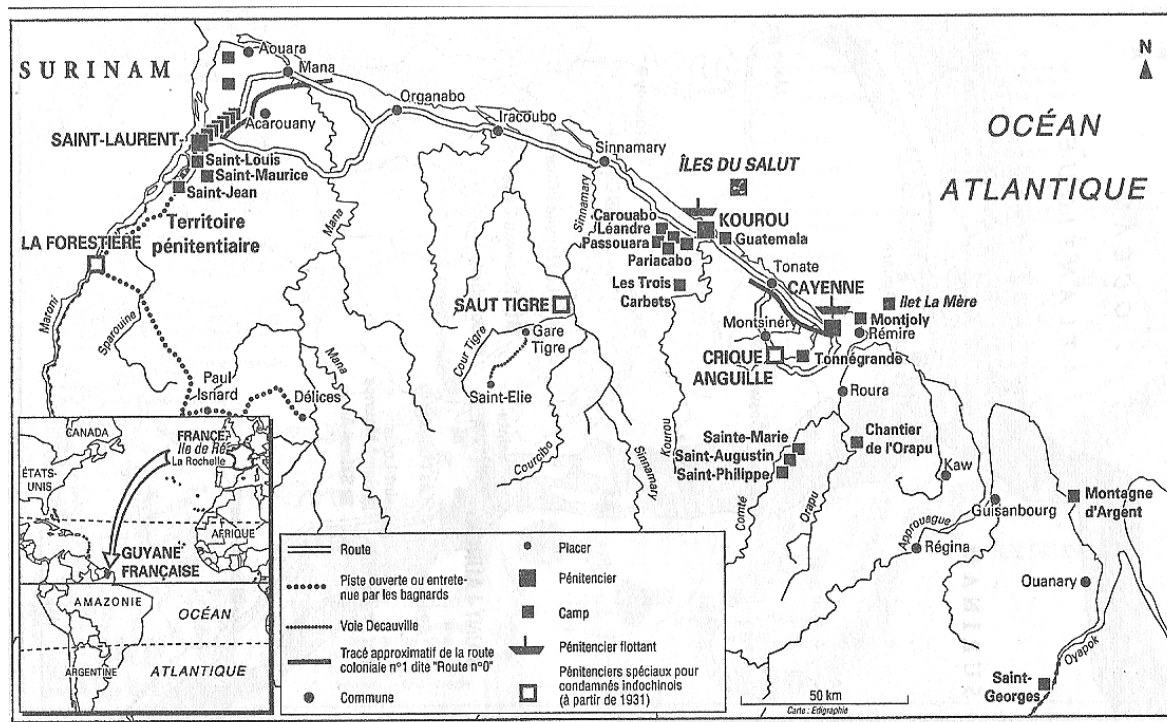 SURINAM
Aouara
Mana
Acarouany
Organabo
Iracoubo
Sinnamary
SAINT-LAURENT
Saint-Louis
Saint-Maurice
Saint-Jean
Territoire
pénitentiaire
LA FORESTIÈRE
Maroni
Sparouine
Mana
Mana
Paul
Isnard
Délices
N
OCÉAN
ATLANTIQUE
ÎLES DU SALUT
KOUROU
Guatemala
Carouabo
Léandre
Passouara
Pariacabo
Les Trois
Carbets
Sinnamary
SAUT TIGRE
Gare
Tigre
Cour Tigre
Saint-Elie
Courcibo
Sinnamary
Kourou
Tonate
CAYENNE
Ilet La Mère
Montjoly
Rémire
Montsinéry
CRIQUE
ANGUILLE
Tonnégrande
Roura
Sainte-Marie
Saint-Augustin
Saint-Philippe
Chantier
de l'Orapu
Comté
Orapu
Kaw
Guisanbourg
Approuague
Régina
Montagne
d'Argent
Ouanary
Oyapok
Saint-
Georges
CANADA
FRANCE
Ile de Ré
La Rochelle
ÉTATS-
UNIS
AFRIQUE
GUYANE
FRANÇAISE
AMAZONIE
OCÉAN
ATLANTIQUE
ARGENTINE
Route
Piste ouverte ou entrete-
nue par les bagnards
Voie Decauville
Tracé approximatif de la route
coloniale n°1 dite "Route n°0"
Commune
Placer
Pénitencier
Camp
Pénitencier flottant
Pénitenciers spéciaux pour
condamnés indochinois
(à partir de 1931)
50 km
Carte : Edigraphie